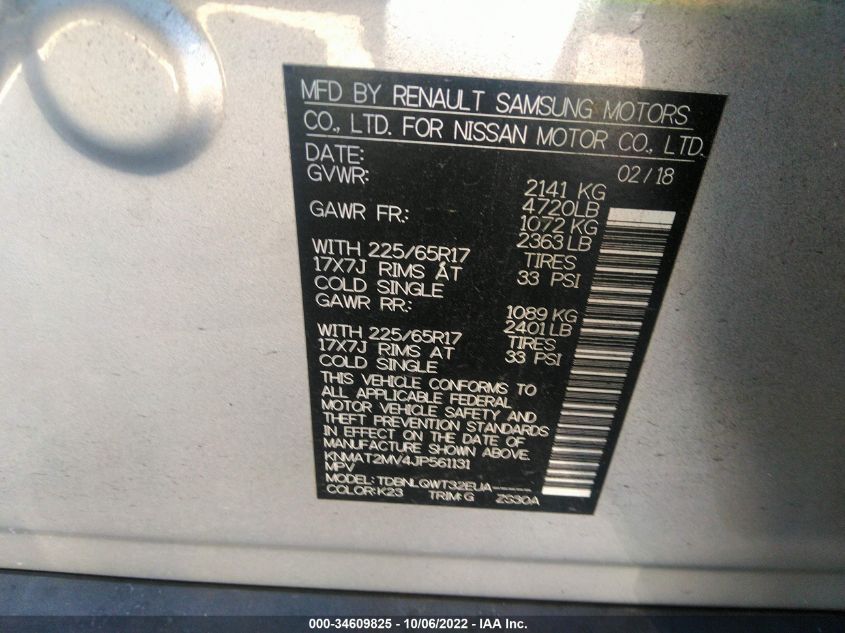 MFD BY RENAULT SAMSUNG MOTORS
CO., LTD. FOR NISSAN MOTOR CO., LTD.
DATE: 02/18
GVWR: 2141 KG
4720LB
GAWR FR.: 1072 KG
2363 LB
WITH 225/65R17 TIRES
17X7J RIMS AT 33 PSI
COLD SINGLE
GAWR RR.: 1089 KG
2401 LB
WITH 225/65R17 TIRES
17X7J RIMS AT 33 PSI
COLD SINGLE
THIS VEHICLE CONFORMS TO
ALL APPLICABLE FEDERAL
MOTOR VEHICLE SAFETY AND
THEFT PREVENTION STANDARDS
IN EFFECT ON THE DATE OF
MANUFACTURE SHOWN ABOVE.
KNMAT2MV4JP561131
MPV
MODEL: TDBNLGWT32EUA-----
COLOR:K23 TRIM:G ZS30A
000-34609825 - 10/06/2022 - IAA Inc.